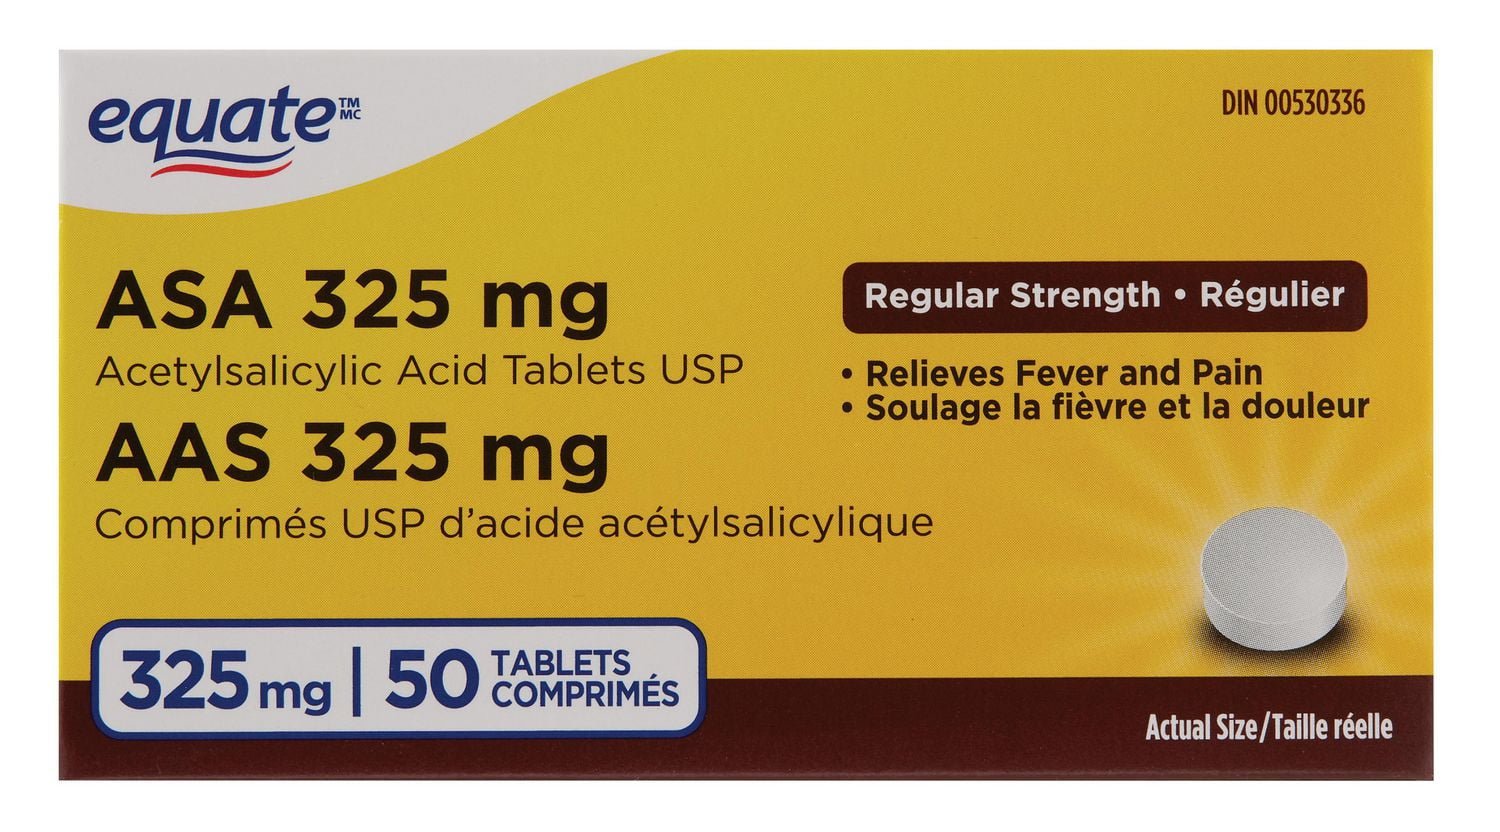 equate™ MC
DIN 00530336
ASA 325 mg
Acetylsalicylic Acid Tablets USP
AAS 325 mg
Comprimés USP d'acide acétylsalicylique
Regular Strength • Régulier
• Relieves Fever and Pain
• Soulage la fièvre et la douleur
325 mg | 50 TABLETS
COMPRIMÉS
Actual Size/Taille réelle